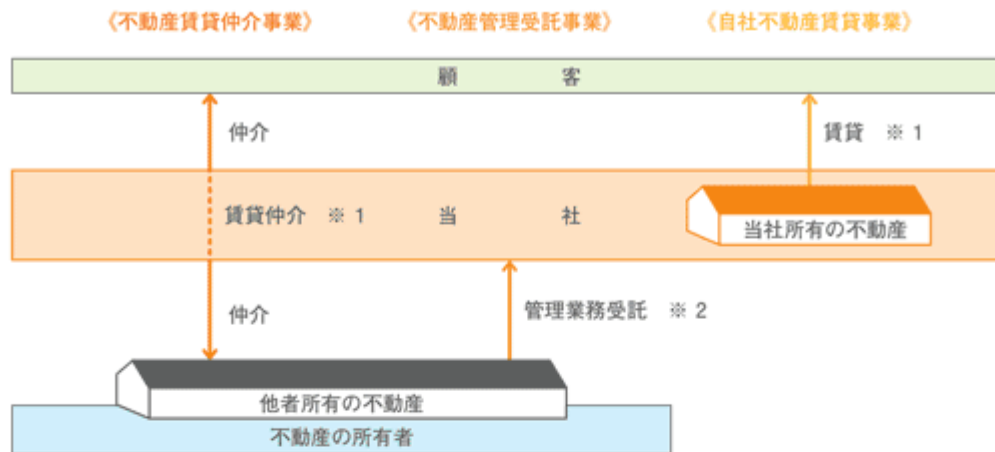 《不動産賃貸仲介事業》 《不動産管理受託事業》 《自社不動産賃貸事業》
顧 客
仲介
賃貸 ※1
賃貸仲介 ※1
当 社
当社所有の不動産
仲介
管理業務受託 ※2
他者所有の不動産
不動産の所有者